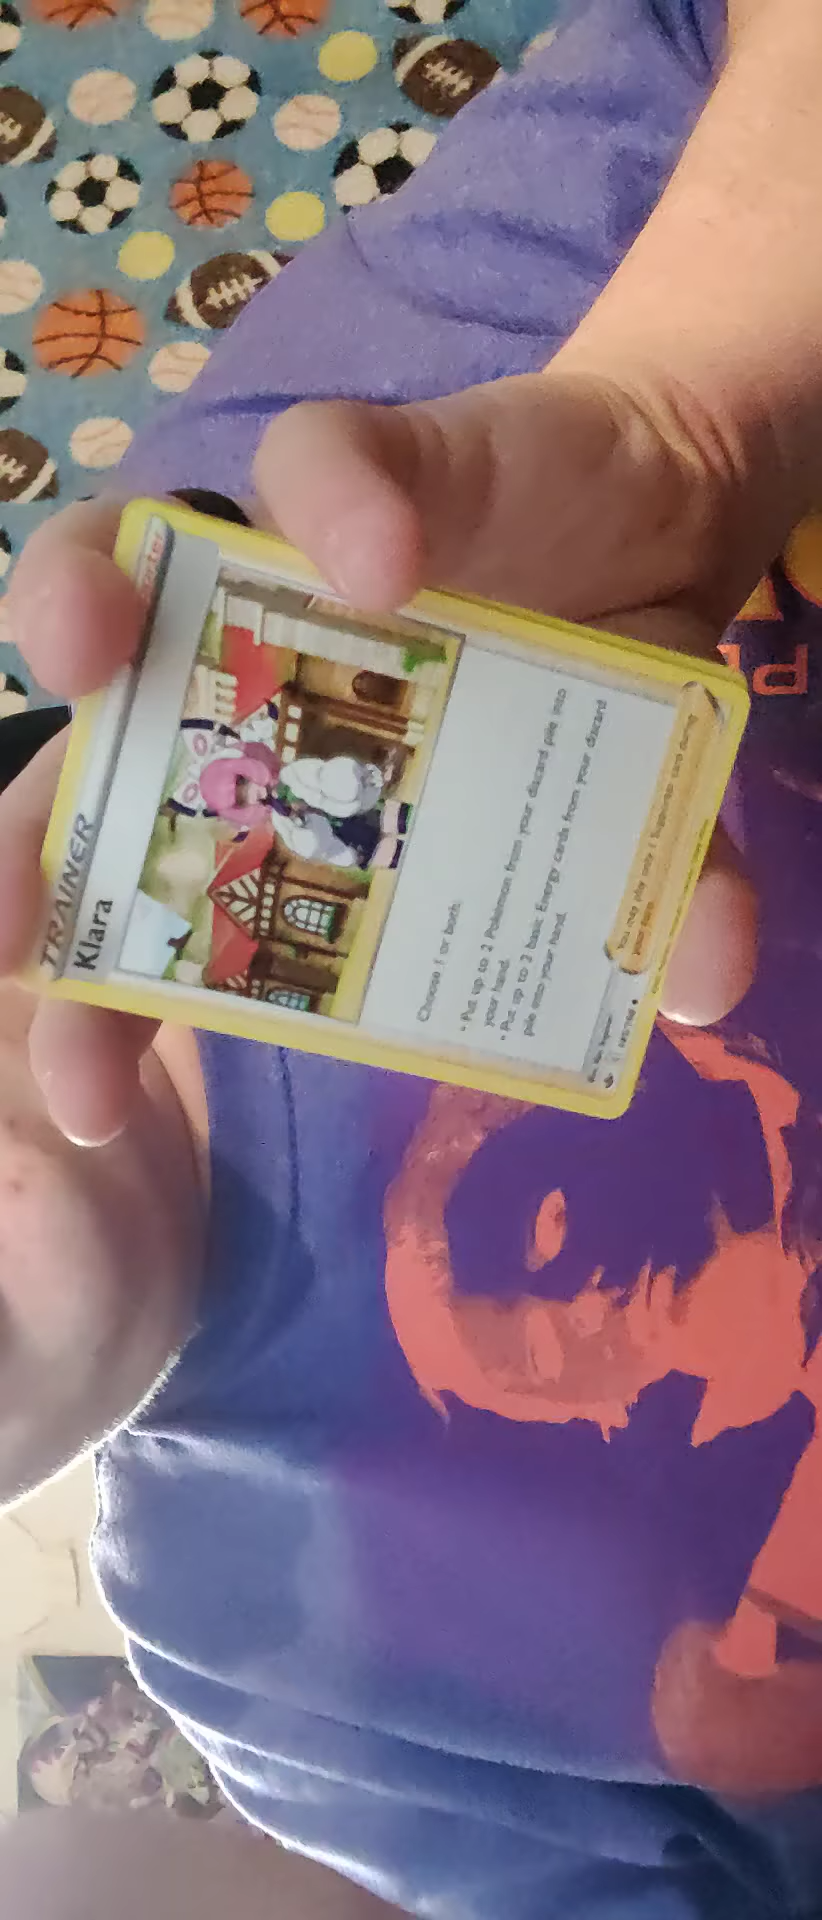 TRAINER
Klara
Choose 1 or both:
• Put up to 2 Pokémon from your discard pile into
your hand.
• Put up to 2 basic Energy cards from your discard
pile into your hand.
You may play only 1 Supporter card during
your turn.